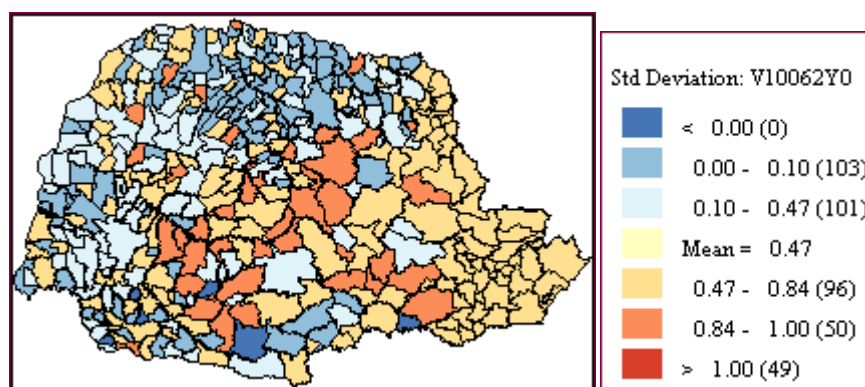 Std Deviation: V10062Y0
< 0.00 (0)
0.00 - 0.10 (103)
0.10 - 0.47 (101)
Mean = 0.47
0.47 - 0.84 (96)
0.84 - 1.00 (50)
> 1.00 (49)